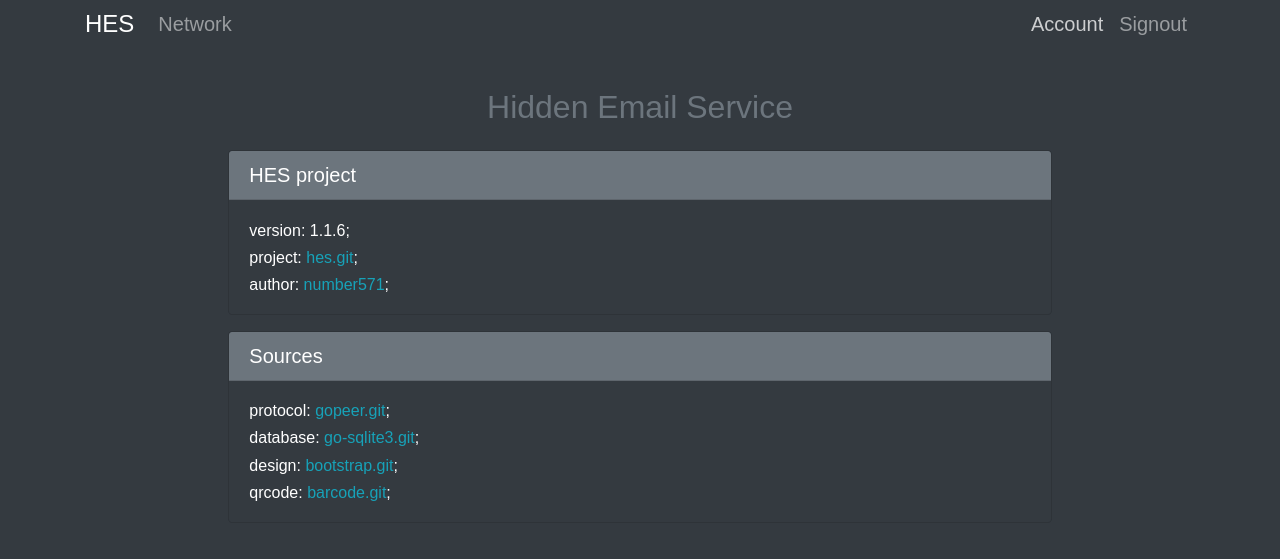 HES Network Account Signout
Hidden Email Service
HES project
version: 1.1.6;
project: hes.git;
author: number571;
Sources
protocol: gopeer.git;
database: go-sqlite3.git;
design: bootstrap.git;
qrcode: barcode.git;